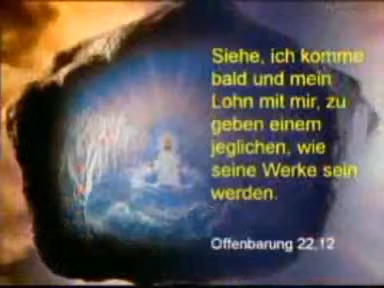 Siehe, ich komme
bald und mein
Lohn mit mir, zu
geben einem
jeglichen, wie
seine Werke sein
werden.
Offenbarung 22,12